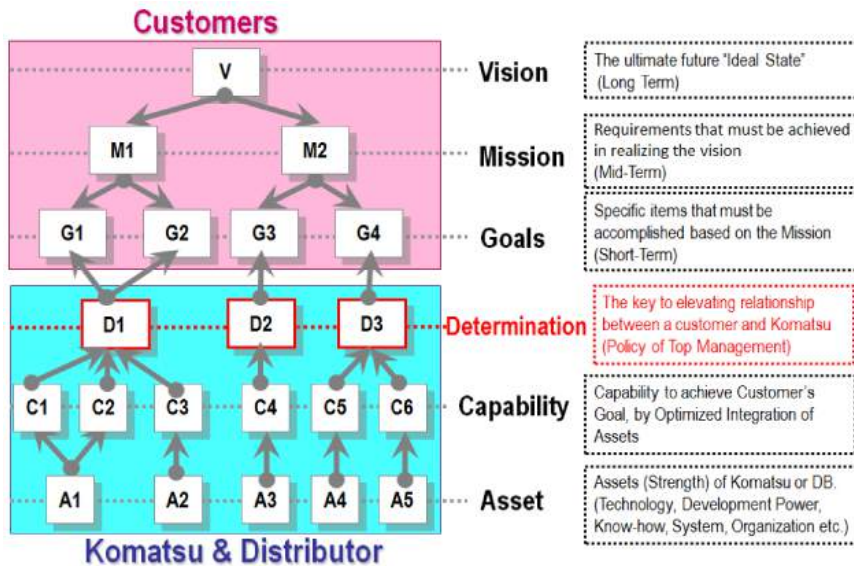 Customers
V
Vision
The ultimate future "Ideal State"
(Long Term)
M1
M2
Mission
Requirements that must be achieved
in realizing the vision
(Mid-Term)
G1
G2
G3
G4
Goals
Specific items that must be
accomplished based on the Mission
(Short-Term)
D1
D2
D3
Determination
The key to elevating relationship
between a customer and Komatsu
(Policy of Top Management)
C1
C2
C3
C4
C5
C6
Capability
Capability to achieve Customer's
Goal, by Optimized Integration of
Assets
A1
A2
A3
A4
A5
Asset
Assets (Strength) of Komatsu or DB.
(Technology, Development Power,
Know-how, System, Organization etc.)
Komatsu & Distributor